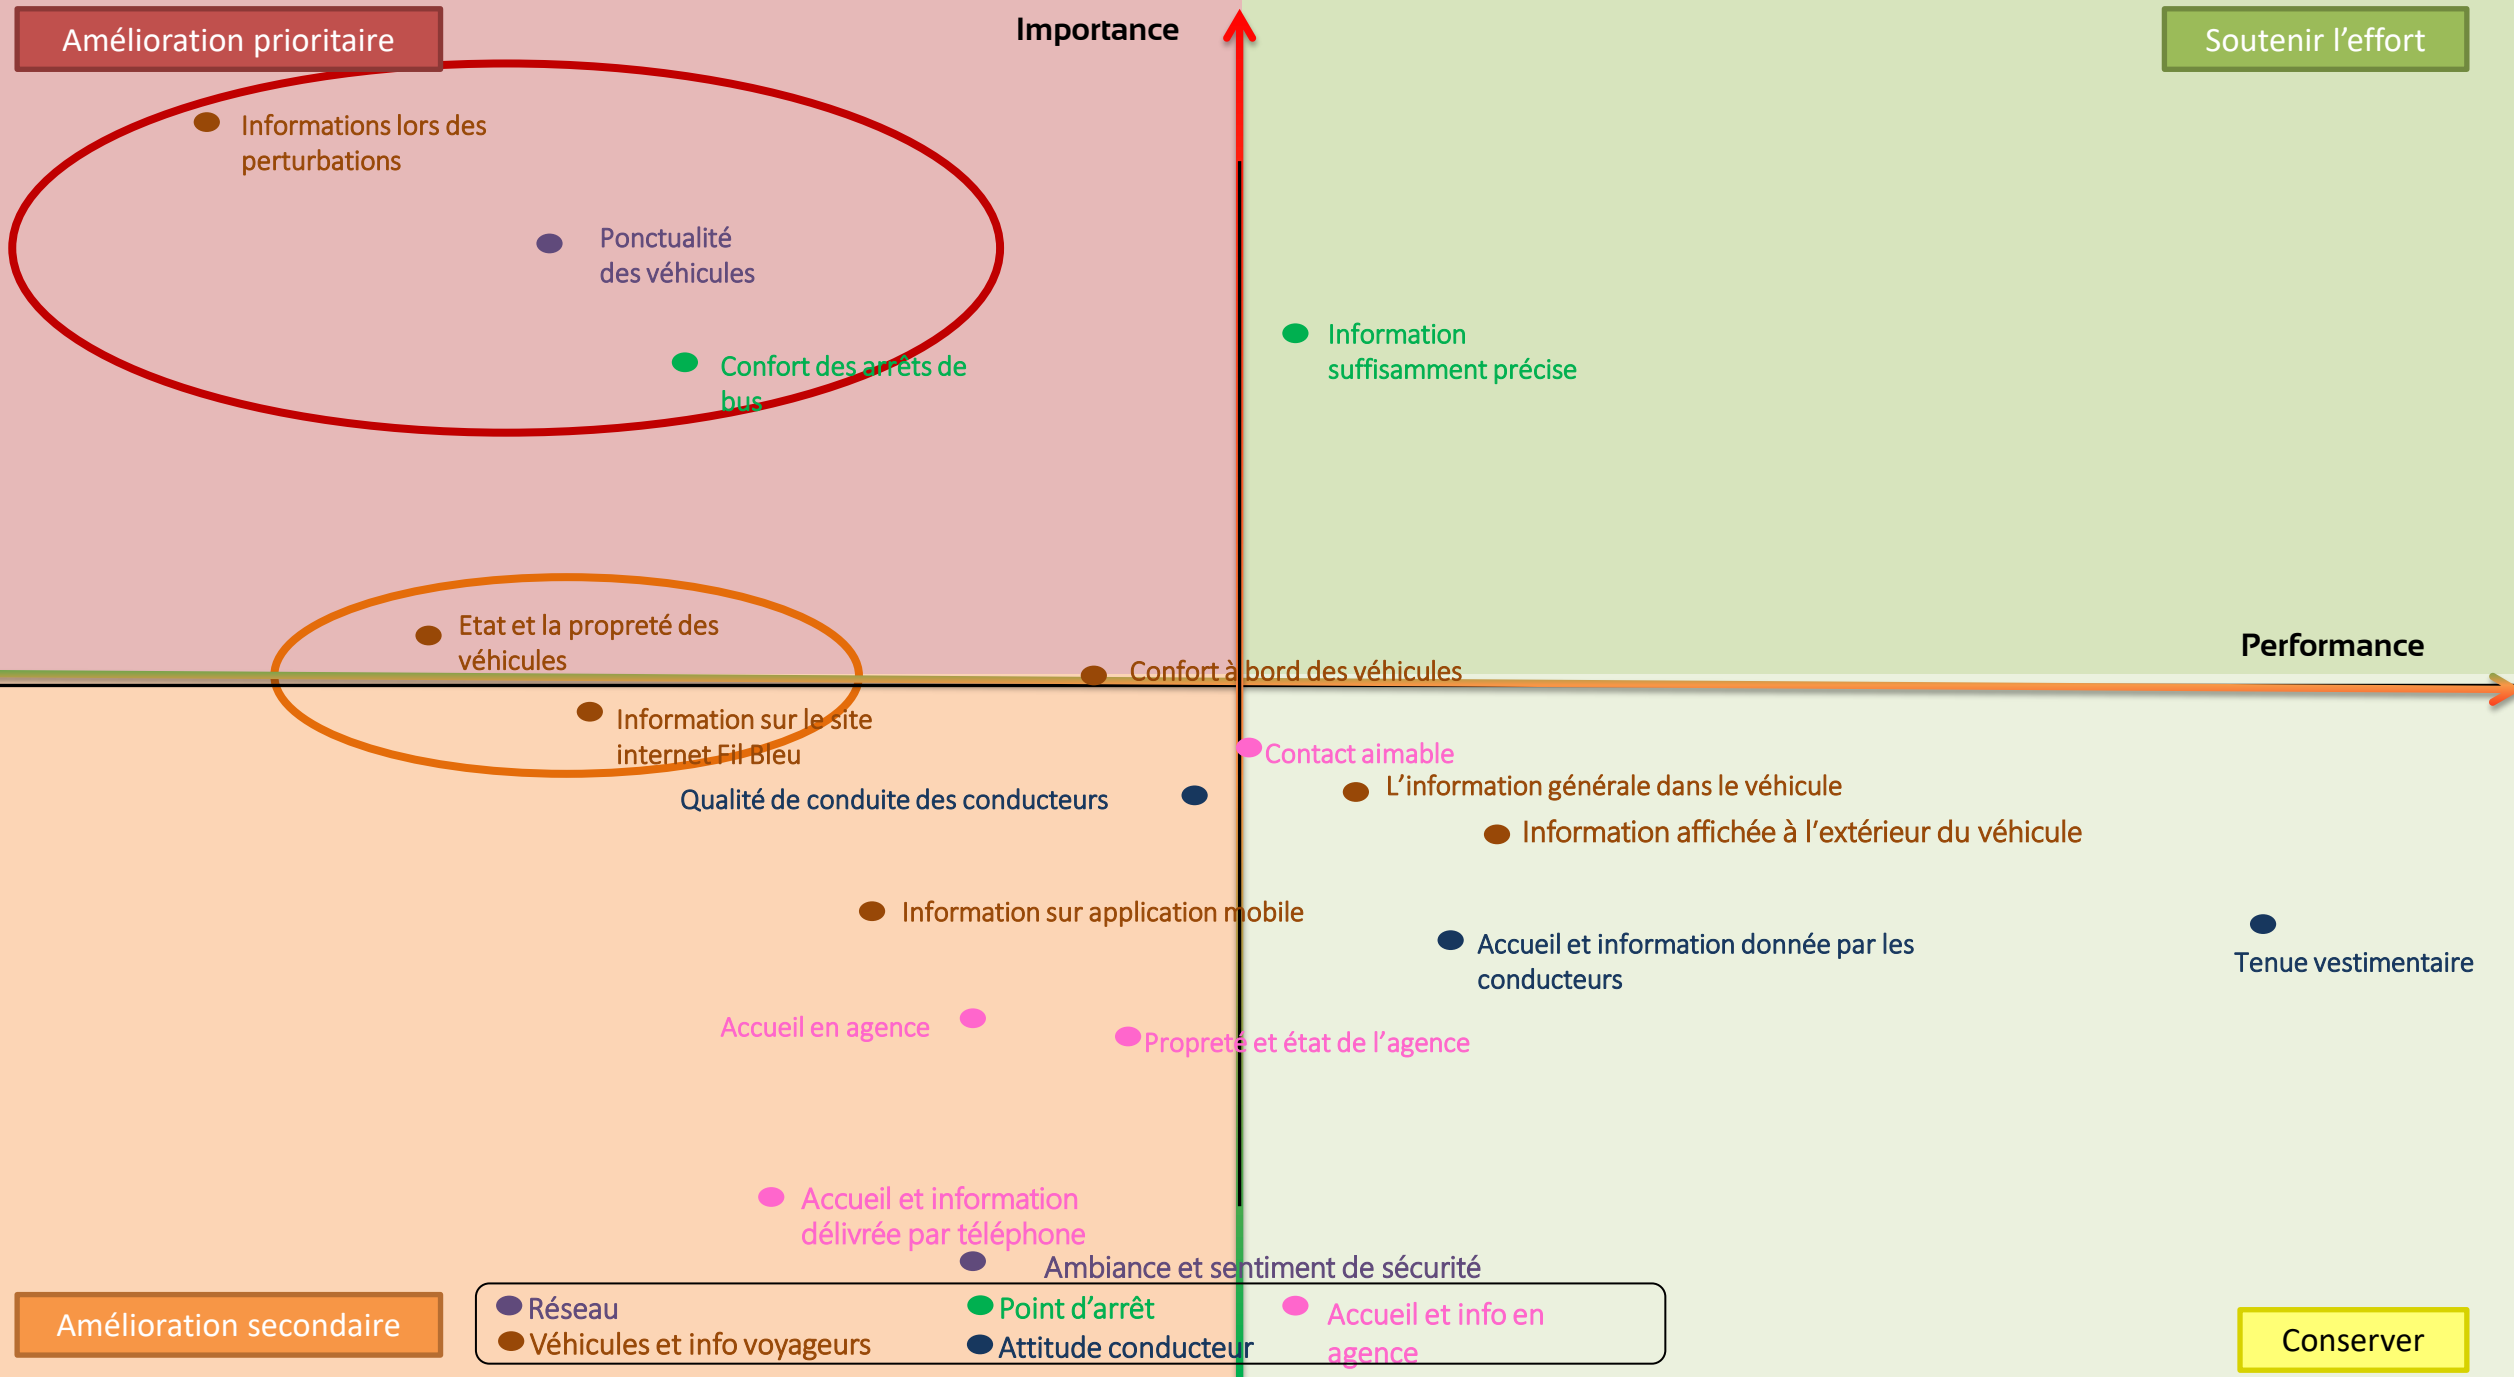 Amélioration prioritaire
Importance
Soutenir l’effort
Informations lors des
perturbations
Ponctualité
des véhicules
Information
suffisamment précise
Confort des arrêts de
bus
Etat et la propreté des
véhicules
Performance
Confort à bord des véhicules
Information sur le site
internet Fil Bleu
Contact aimable
Qualité de conduite des conducteurs
L’information générale dans le véhicule
Information affichée à l’extérieur du véhicule
Information sur application mobile
Accueil et information donnée par les
conducteurs
Tenue vestimentaire
Accueil en agence
Propreté et état de l’agence
Accueil et information
délivrée par téléphone
Ambiance et sentiment de sécurité
Amélioration secondaire
Réseau
Point d’arrêt
Accueil et info en
agence
Véhicules et info voyageurs
Attitude conducteur
Conserver